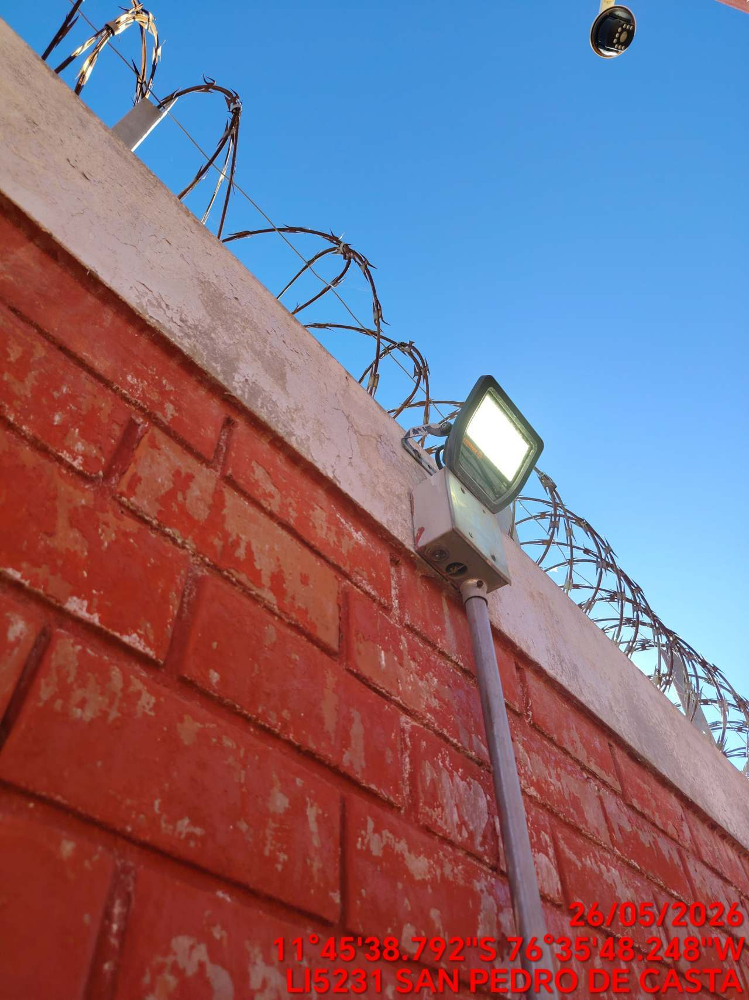 26/05/2026
11°45'38.792"S 76°35'48.248"W
LI5231 SAN PEDRO DE CASTA